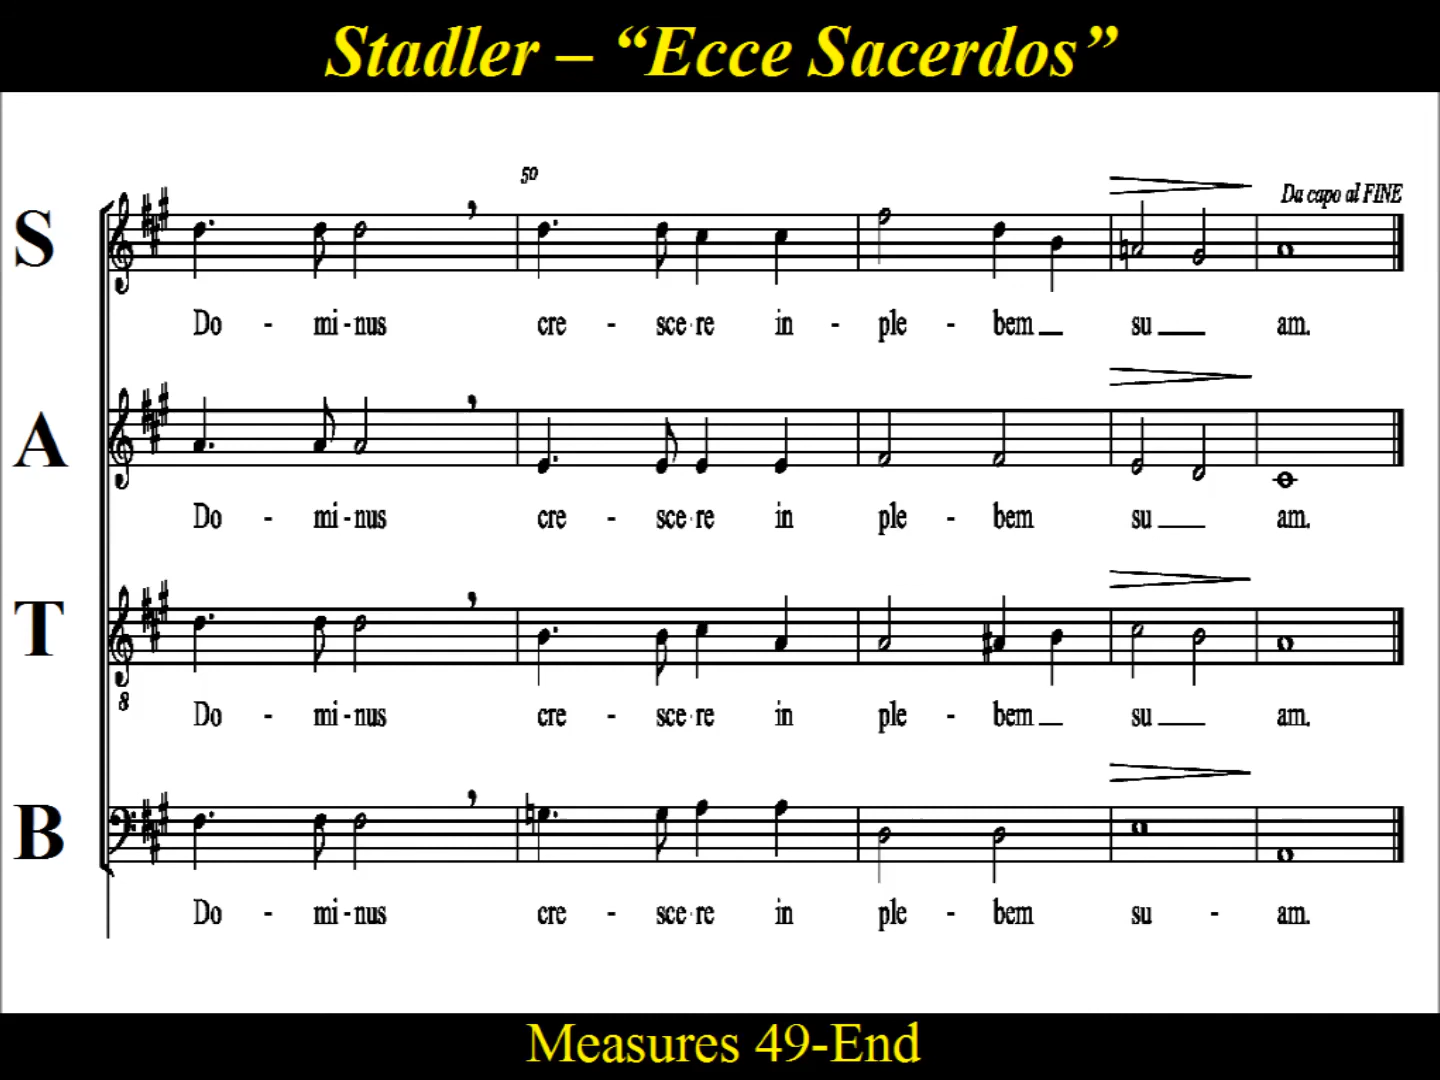 Stadler – “Ecce Sacerdos”
50
Da capo al FINE
S
Do - mi - nus cre - sce - re in - ple - bem su am.
A
Do - mi - nus cre - sce - re in ple - bem su am.
T
8
Do - mi - nus cre - sce - re in ple - bem su am.
B
Do - mi - nus cre - sce - re in ple - bem su - am.
Measures 49-End